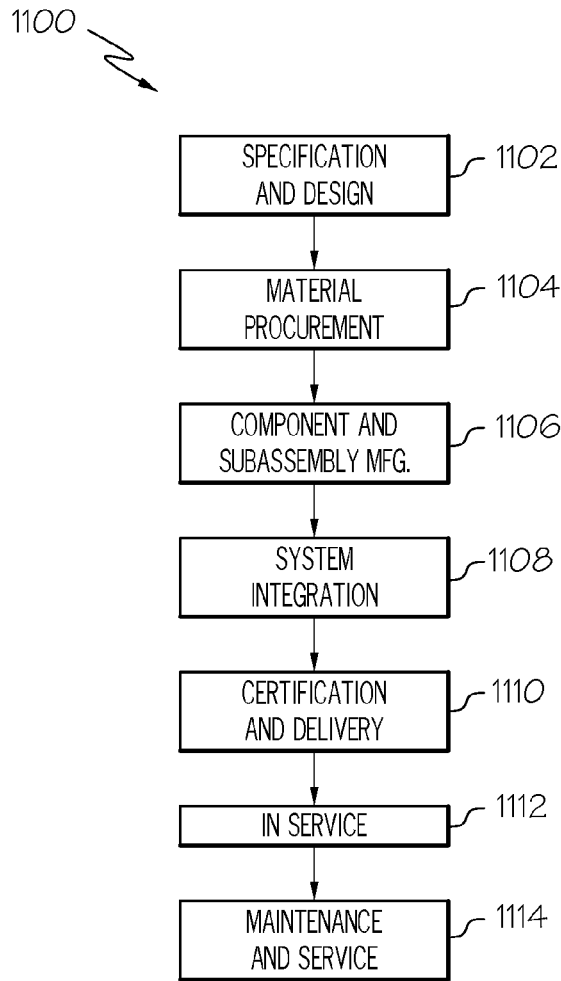 1100
SPECIFICATION
AND DESIGN
1102
MATERIAL
PROCUREMENT
1104
COMPONENT AND
SUBASSEMBLY MFG.
1106
SYSTEM
INTEGRATION
1108
CERTIFICATION
AND DELIVERY
1110
IN SERVICE
1112
MAINTENANCE
AND SERVICE
1114